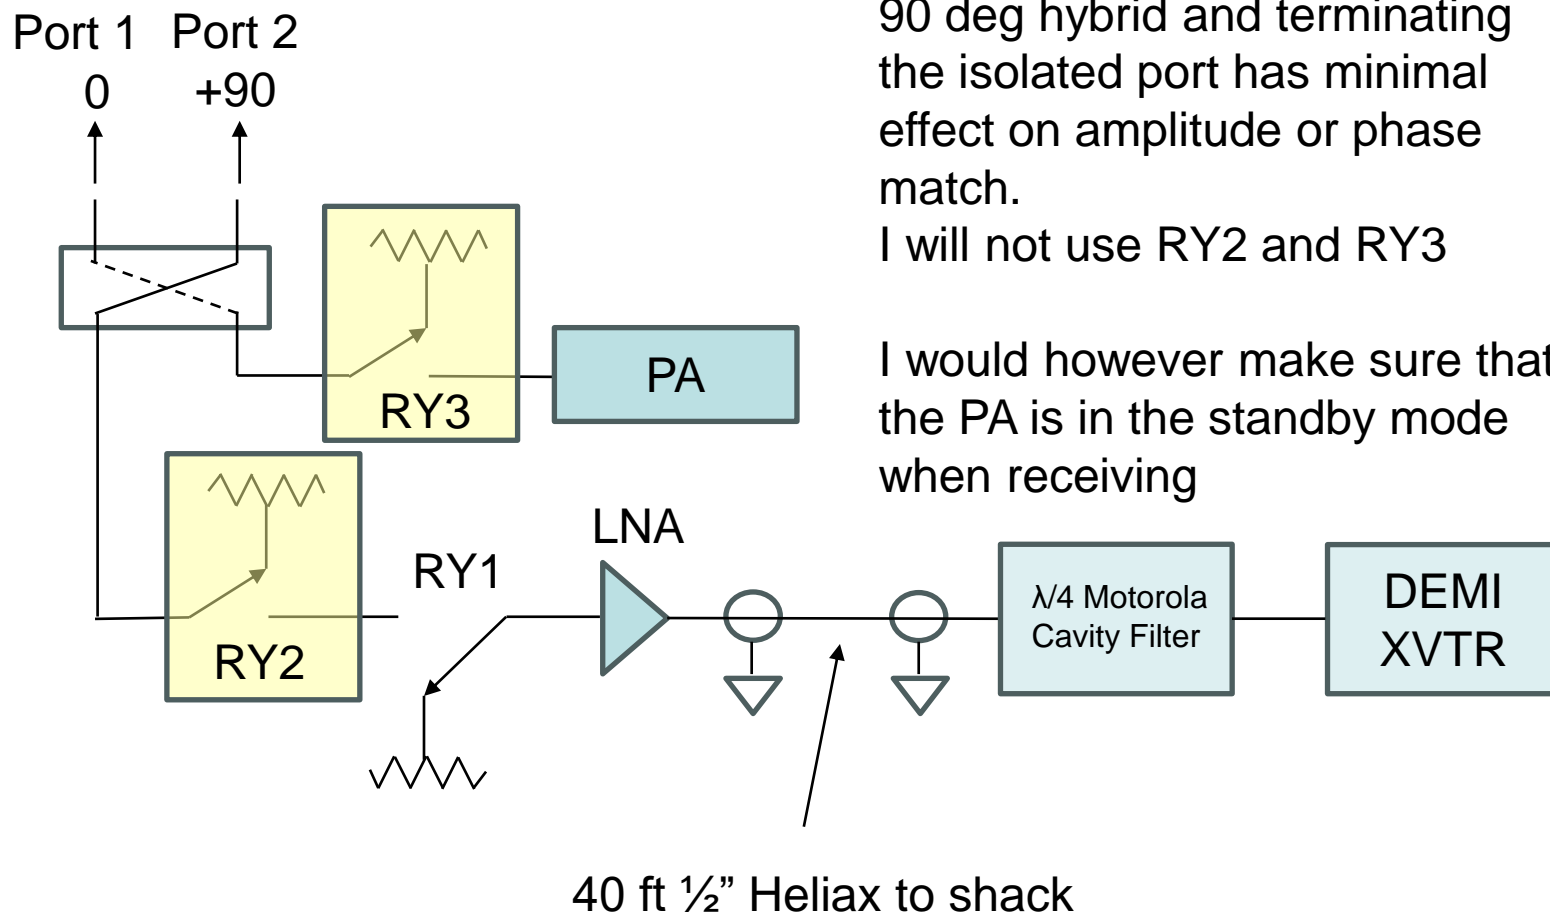 Port 1 Port 2
0 +90
90 deg hybrid and terminating
the isolated port has minimal
effect on amplitude or phase
match.
I will not use RY2 and RY3
I would however make sure that
the PA is in the standby mode
when receiving
RY3
PA
RY2
RY1
LNA
λ/4 Motorola
Cavity Filter
DEMI
XVTR
40 ft ½” Heliax to shack